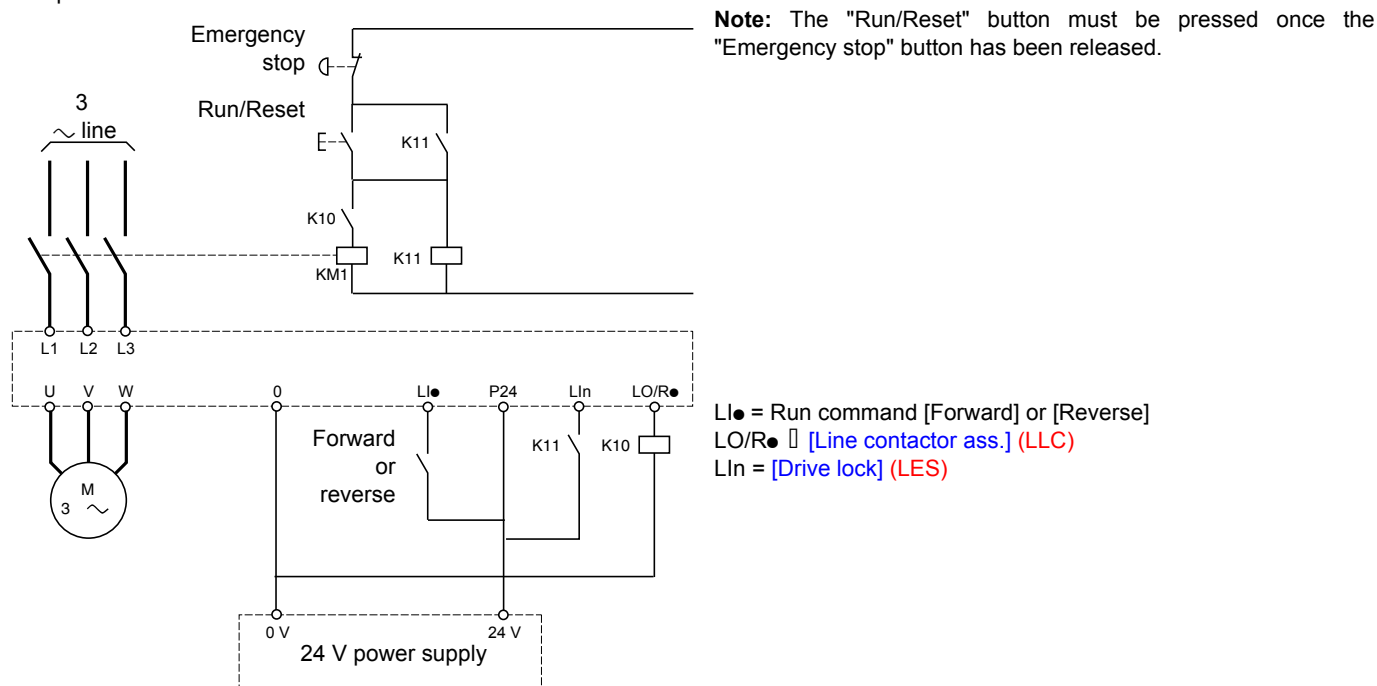 Note: The "Run/Reset" button must be pressed once the
"Emergency stop" button has been released.
Emergency
stop
Run/Reset
3
~ line
K11
K10
KM1
K11
L1 L2 L3
U V W 0 LI● P24 LIn LO/R●
Forward
or
reverse
K11
K10
M
3 ~
LI● = Run command [Forward] or [Reverse]
LO/R● ▯ [Line contactor ass.] (LLC)
LIn = [Drive lock] (LES)
0 V 24 V
24 V power supply